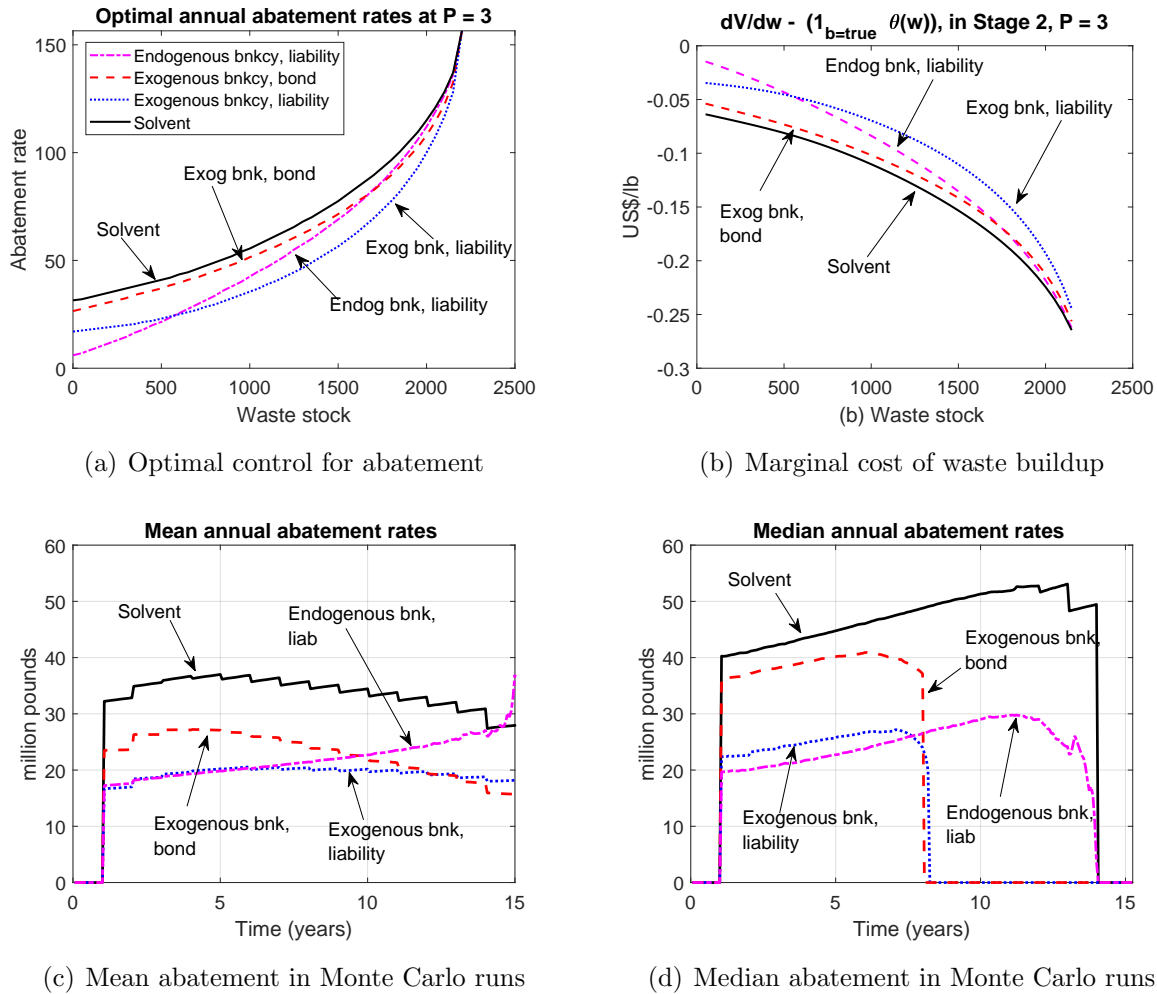 Optimal annual abatement rates at P = 3
150
100
50
0
Abatement rate
Endogenous bnkcy, liability
Exogenous bnkcy, bond
Exogenous bnkcy, liability
Solvent
Exog bnk, bond
Solvent
Exog bnk, liability
Endog bnk, liability
0 500 1000 1500 2000 2500
Waste stock
(a) Optimal control for abatement
dV/dw - (1_b=true θ(w)), in Stage 2, P = 3
0
-0.05
-0.1
-0.15
-0.2
-0.25
-0.3
US$/lb
Endog bnk, liability
Exog bnk, liability
Exog bnk,
bond
Solvent
0 500 1000 1500 2000 2500
(b) Waste stock
(b) Marginal cost of waste buildup
Mean annual abatement rates
60
50
40
30
20
10
0
million pounds
Solvent
Endogenous bnk,
liab
Exogenous bnk,
bond
Exogenous bnk,
liability
0 5 10 15
Time (years)
(c) Mean abatement in Monte Carlo runs
Median annual abatement rates
60
50
40
30
20
10
0
million pounds
Solvent
Exogenous bnk,
bond
Exogenous bnk,
liability
Endogenous bnk,
liab
0 5 10 15
Time (years)
(d) Median abatement in Monte Carlo runs